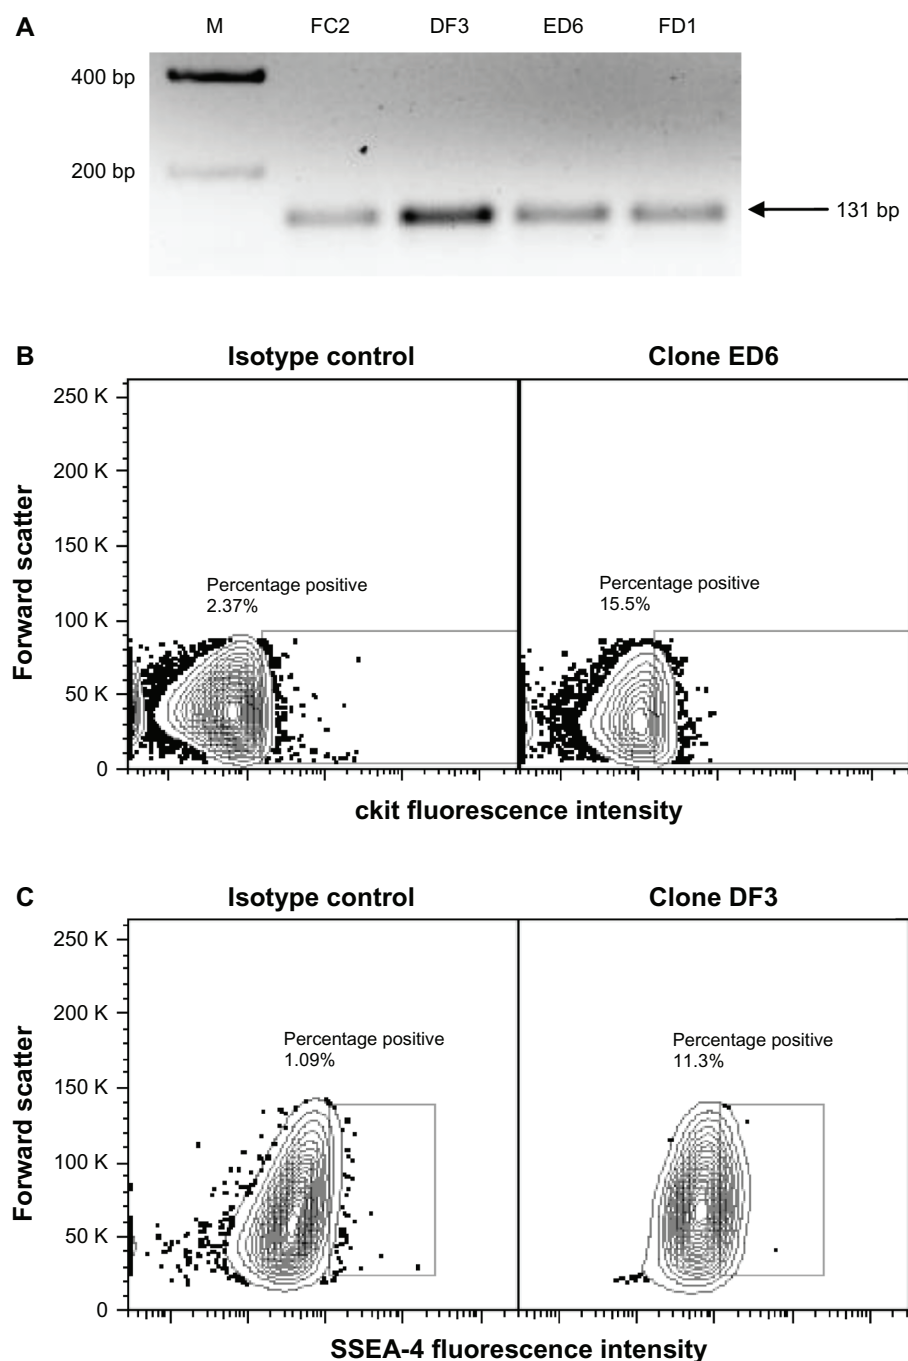 A
M FC2 DF3 ED6 FD1
400 bp
200 bp
131 bp
B
Isotype control Clone ED6
250 K
200 K
150 K
100 K
50 K
0
Forward scatter
Percentage positive
2.37%
Percentage positive
15.5%
ckit fluorescence intensity
C
Isotype control Clone DF3
250 K
200 K
150 K
100 K
50 K
0
Forward scatter
Percentage positive
1.09%
Percentage positive
11.3%
SSEA-4 fluorescence intensity